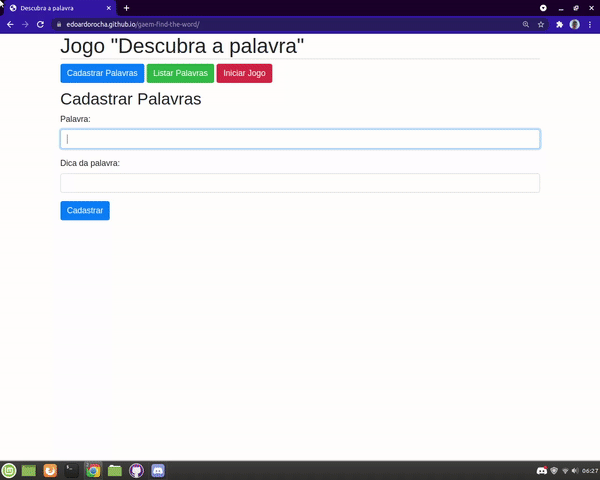 Descubra a palavra
edoardorocha.github.io/gaem-find-the-word/
Jogo "Descubra a palavra"
Cadastrar Palavras Listar Palavras Iniciar Jogo
Cadastrar Palavras
Palavra:
Dica da palavra:
Cadastrar
06:27